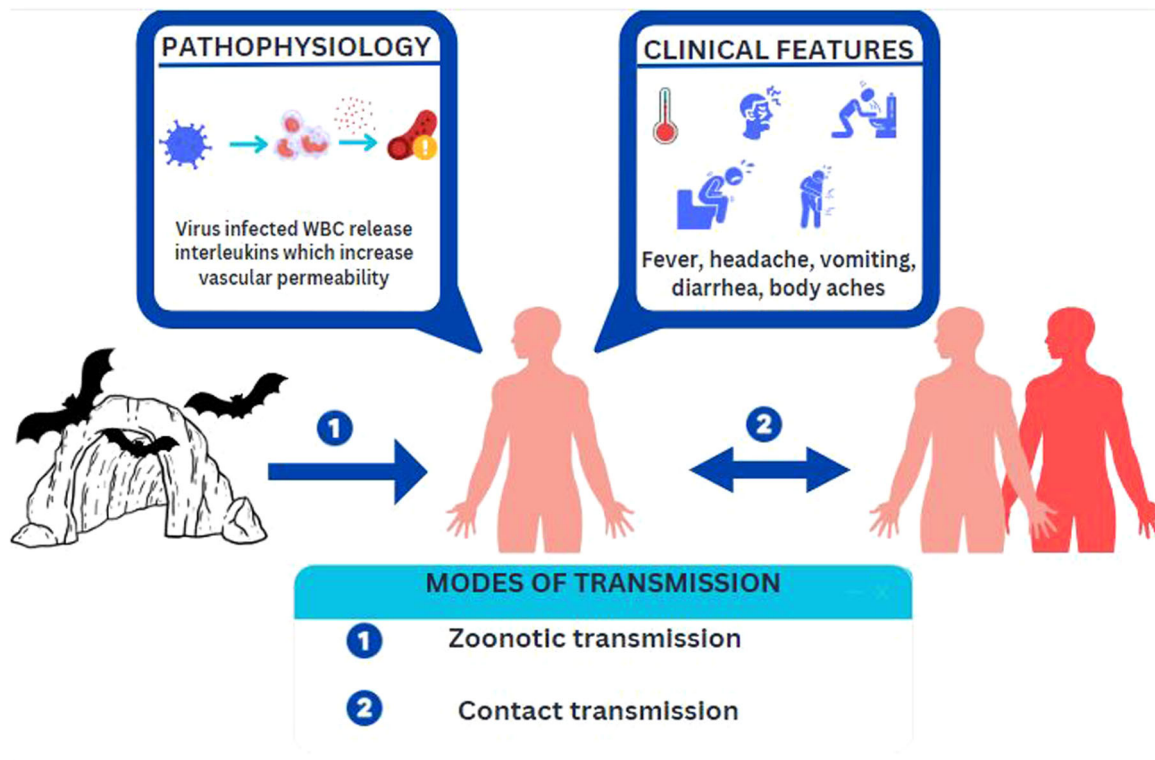 PATHOPHYSIOLOGY
Virus infected WBC release
interleukins which increase
vascular permeability
CLINICAL FEATURES
Fever, headache, vomiting,
diarrhea, body aches
1
2
MODES OF TRANSMISSION
1 Zoonotic transmission
2 Contact transmission